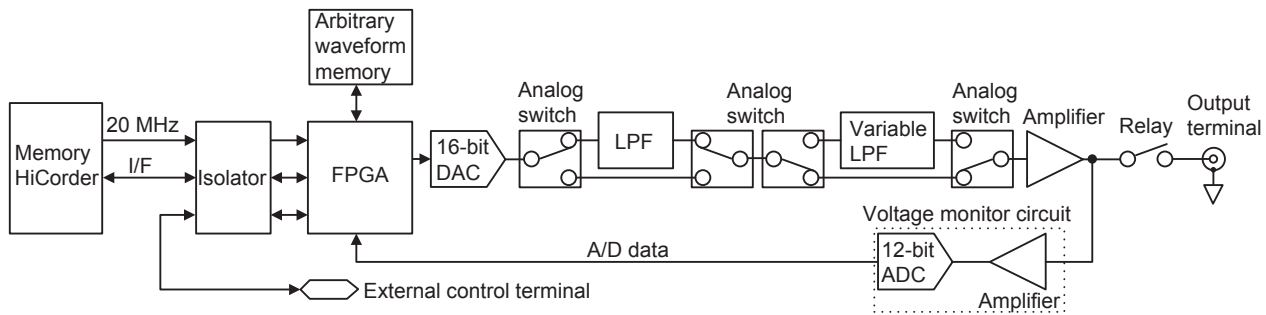 Arbitrary
waveform
memory
Memory
HiCorder
20 MHz
I/F
Isolator
FPGA
16-bit
DAC
Analog
switch
LPF
Analog
switch
Variable
LPF
Analog
switch
Amplifier
Relay
Output
terminal
Voltage monitor circuit
12-bit
ADC
Amplifier
A/D data
External control terminal